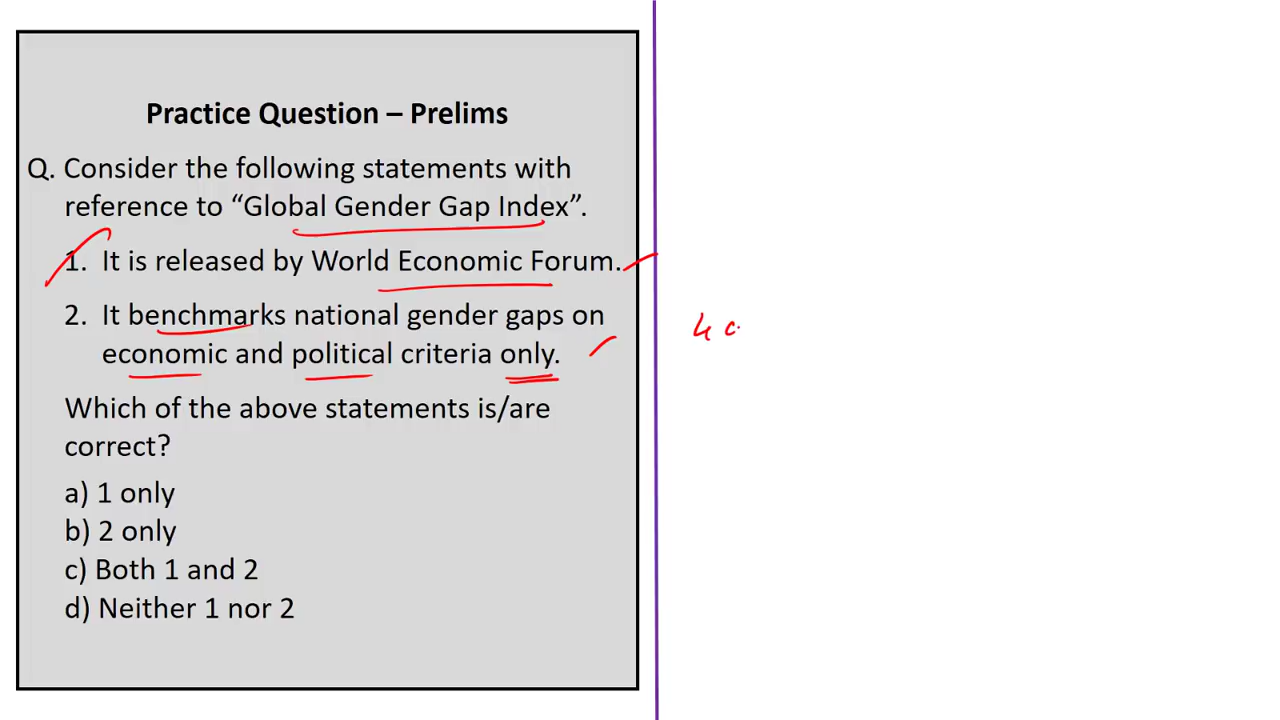 Practice Question – Prelims
Q. Consider the following statements with
reference to “Global Gender Gap Index”.
1. It is released by World Economic Forum.
2. It benchmarks national gender gaps on
economic and political criteria only.
4 c
Which of the above statements is/are
correct?
a) 1 only
b) 2 only
c) Both 1 and 2
d) Neither 1 nor 2